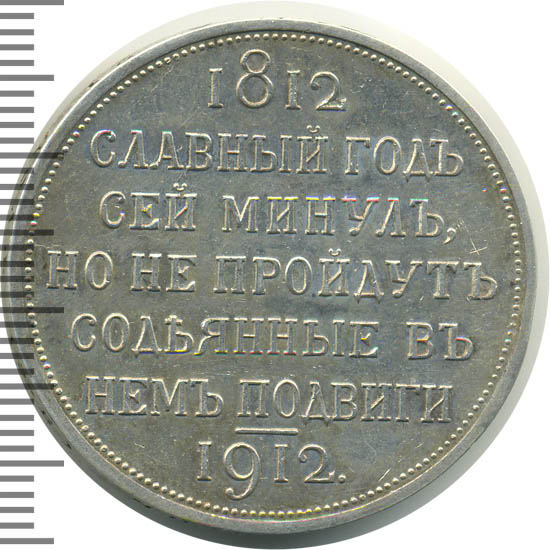 1812
СЛАВНЫЙ ГОДЪ
СЕЙ МИНУЛЪ,
НО НЕ ПРОЙДУТЪ
СОДѢЯННЫЕ ВЪ
НЕМЪ ПОДВИГИ
1912.